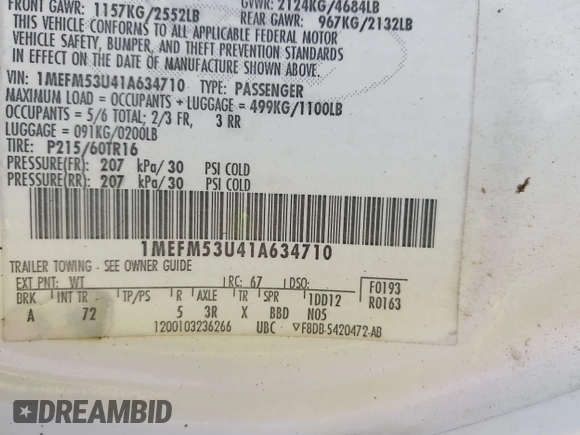 FRONT GAWR: 1157KG/2552LB
GVWR: 2124KG/4684LB
REAR GAWR: 967KG/2132LB
THIS VEHICLE CONFORMS TO ALL APPLICABLE FEDERAL MOTOR
VEHICLE SAFETY, BUMPER, AND THEFT PREVENTION STANDARDS
IN EFFECT ON THE DATE OF MANUFACTURE SHOWN ABOVE
VIN: 1MEFM53U41A634710 TYPE: PASSENGER
MAXIMUM LOAD = OCCUPANTS + LUGGAGE = 499KG/1100LB
OCCUPANTS = 5/6 TOTAL; 2/3 FR, 3 RR
LUGGAGE = 091KG/0200LB
TIRE: P215/60TR16
PRESSURE(FR): 207 kPa/30 PSI COLD
PRESSURE(RR): 207 kPa/30 PSI COLD
1MEFM53U41A634710
TRAILER TOWING - SEE OWNER GUIDE
EXT PNT: WT RC: 67 DSO:
F0193
BRK INT TR TP/PS R AXLE TR SPR 1DD12
R0163
A 72 5 3R X BBD N05
1200103236266 UBC ▽F8DB-5420472-AB
DREAMBID